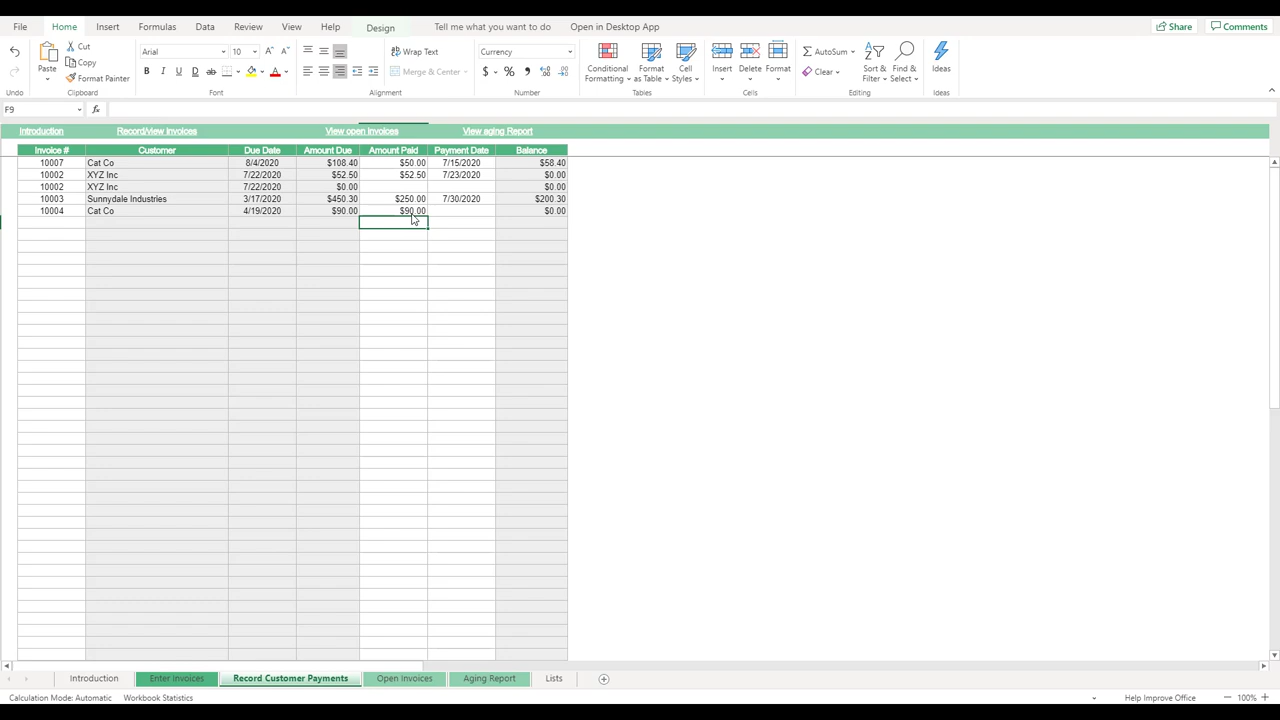 File Home Insert Formulas Data Review View Help Design Tell me what you want to do Open in Desktop App Share Comments
Cut
Copy
Format Painter
Paste
Undo Clipboard
Arial 10 A A
B I U D ab A
Font
Wrap Text
Merge & Center
Alignment
Currency
$ % ,
Number
Conditional Formatting
Format as Table
Cell Styles
Tables
Insert Delete Format
Cells
AutoSum
Clear
Sort & Filter
Find & Select
Editing
Ideas
Ideas
F9 fx
Introduction Record/view Invoices View open Invoices View aging Report
Invoice # Customer Due Date Amount Due Amount Paid Payment Date Balance
10007 Cat Co 8/4/2020 $108.40 $50.00 7/15/2020 $58.40
10002 XYZ Inc 7/22/2020 $52.50 $52.50 7/23/2020 $0.00
10002 XYZ Inc 7/22/2020 $0.00 $0.00
10003 Sunnydale Industries 3/17/2020 $450.30 $250.00 7/30/2020 $200.30
10004 Cat Co 4/19/2020 $90.00 $90.00 $0.00
Introduction Enter Invoices Record Customer Payments Open Invoices Aging Report Lists
Calculation Mode: Automatic Workbook Statistics Help Improve Office 100%